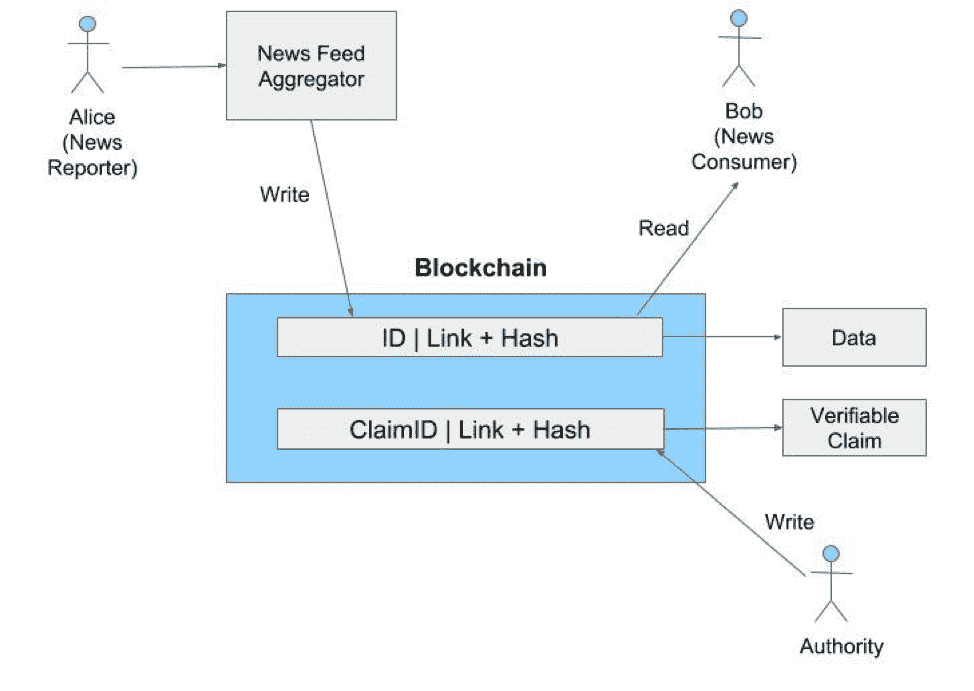 News Feed
Aggregator
Alice
(News
Reporter)
Bob
(News
Consumer)
Write
Read
Blockchain
ID | Link + Hash
Data
ClaimID | Link + Hash
Verifiable
Claim
Write
Authority